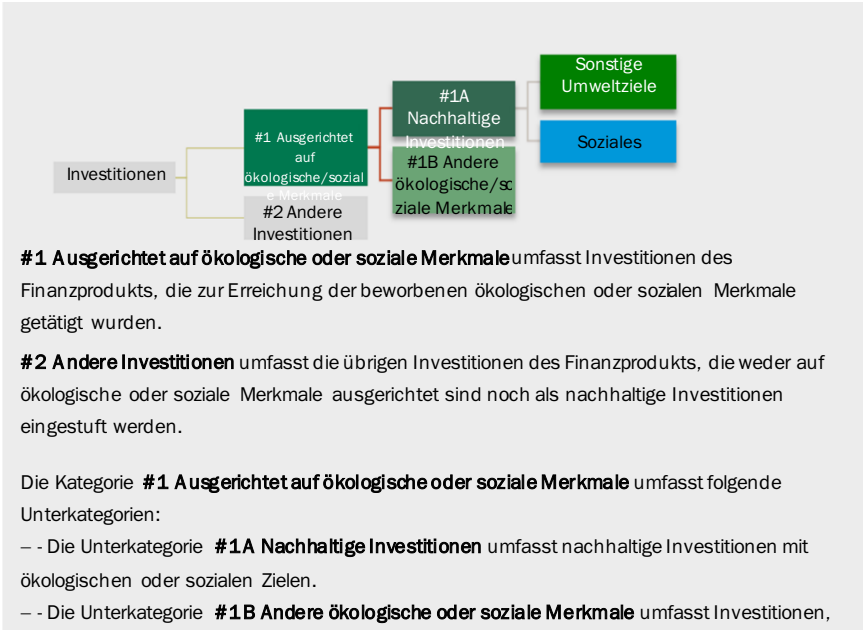 Sonstige
Umweltziele
#1A
Nachhaltige
Investitionen
#1 Ausgerichtet
auf
ökologische/sozial
e Merkmale
Soziales
#1B Andere
ökologische/so
ziale Merkmale
Investitionen
#2 Andere
Investitionen
#1 Ausgerichtet auf ökologische oder soziale Merkmale umfasst Investitionen des
Finanzprodukts, die zur Erreichung der beworbenen ökologischen oder sozialen Merkmale
getätigt wurden.
#2 Andere Investitionen umfasst die übrigen Investitionen des Finanzprodukts, die weder auf
ökologische oder soziale Merkmale ausgerichtet sind noch als nachhaltige Investitionen
eingestuft werden.
Die Kategorie #1 Ausgerichtet auf ökologische oder soziale Merkmale umfasst folgende
Unterkategorien:
– - Die Unterkategorie #1A Nachhaltige Investitionen umfasst nachhaltige Investitionen mit
ökologischen oder sozialen Zielen.
– - Die Unterkategorie #1B Andere ökologische oder soziale Merkmale umfasst Investitionen,